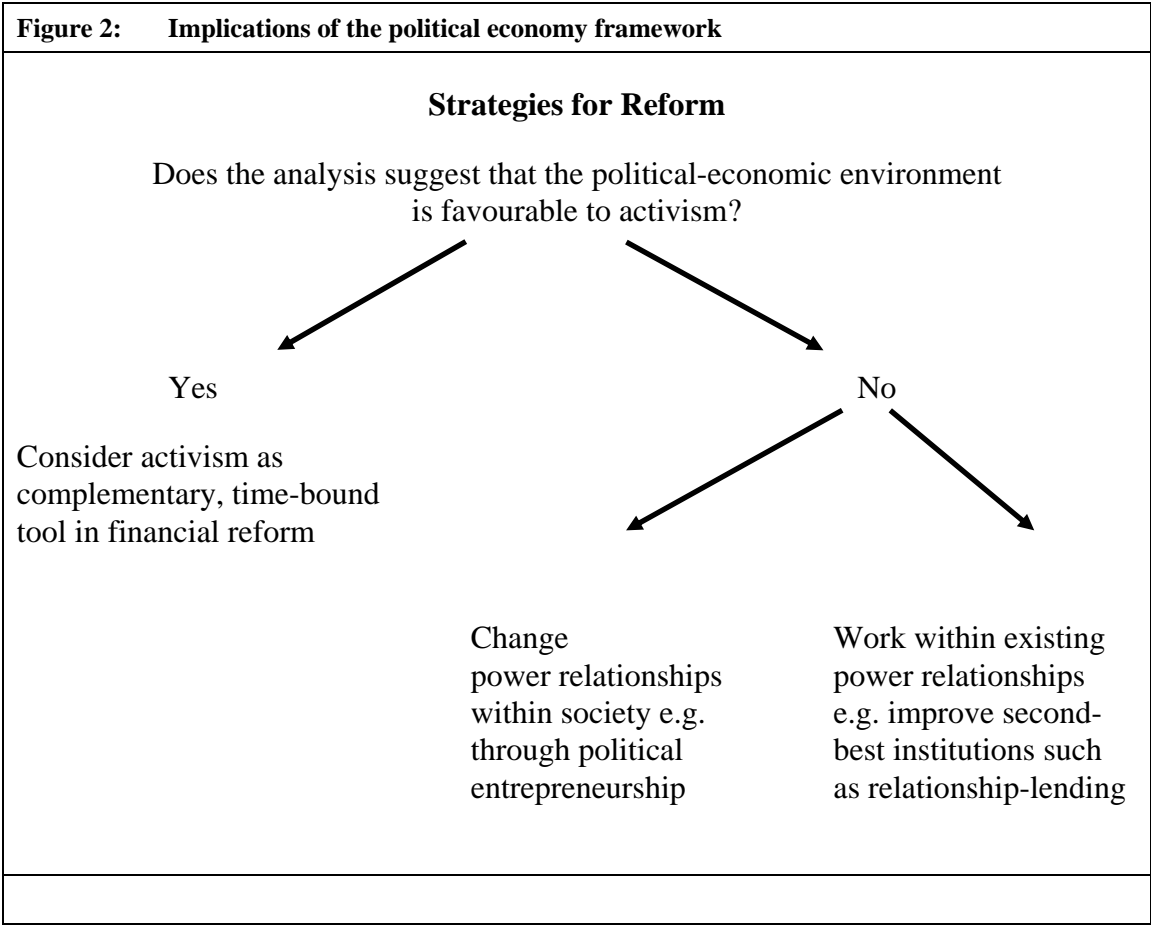 Figure 2: Implications of the political economy framework
Strategies for Reform
Does the analysis suggest that the political-economic environment
is favourable to activism?
Yes
No
Consider activism as
complementary, time-bound
tool in financial reform
Change
power relationships
within society e.g.
through political
entrepreneurship
Work within existing
power relationships
e.g. improve second-
best institutions such
as relationship-lending